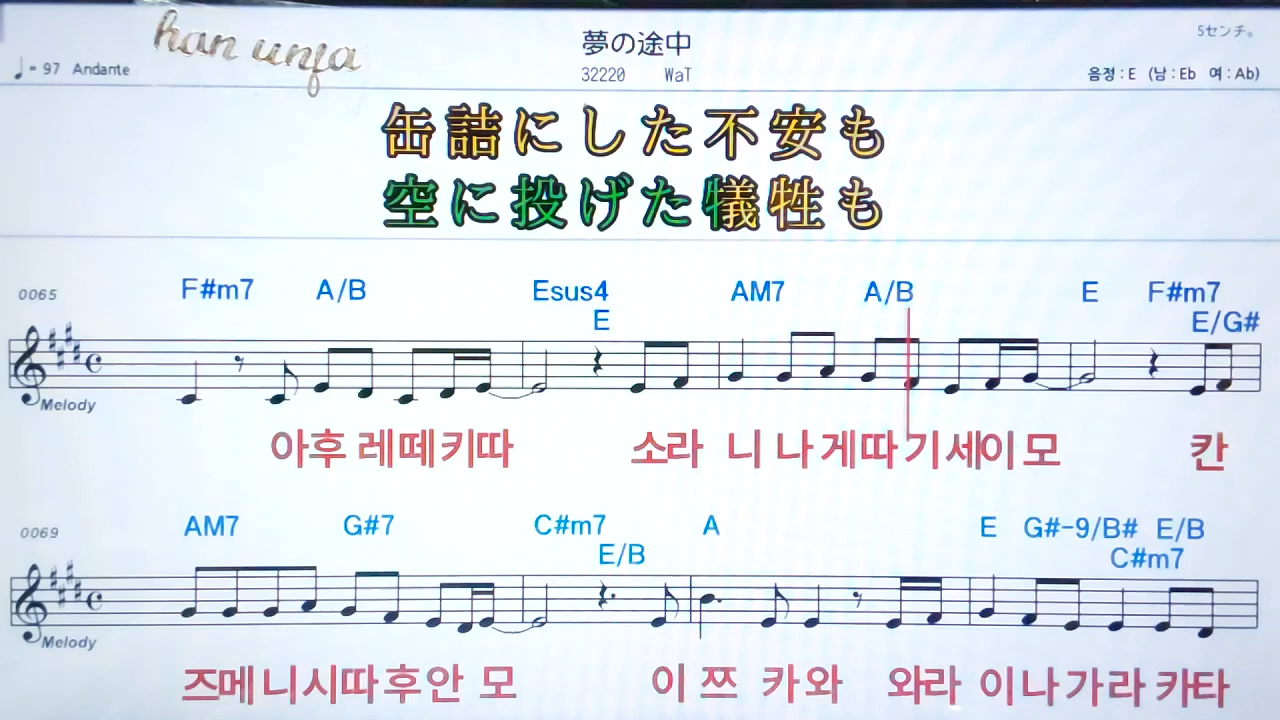 han unja
夢の途中
5センチ。
♩= 97 Andante
32220 WaT
음정 : E (남 : Eb 여 : Ab)
缶詰にした不安も
空に投げた犠牲も
0065
F#m7 A/B Esus4 AM7 A/B E F#m7
E E/G#
Melody
아후 레떼키따 소라 니 나게따기세이모 칸
0069
AM7 G#7 C#m7 A E G#-9/B# E/B
E/B C#m7
Melody
즈메니시따후안 모 이 쯔 카와 와라 이나가라 카타